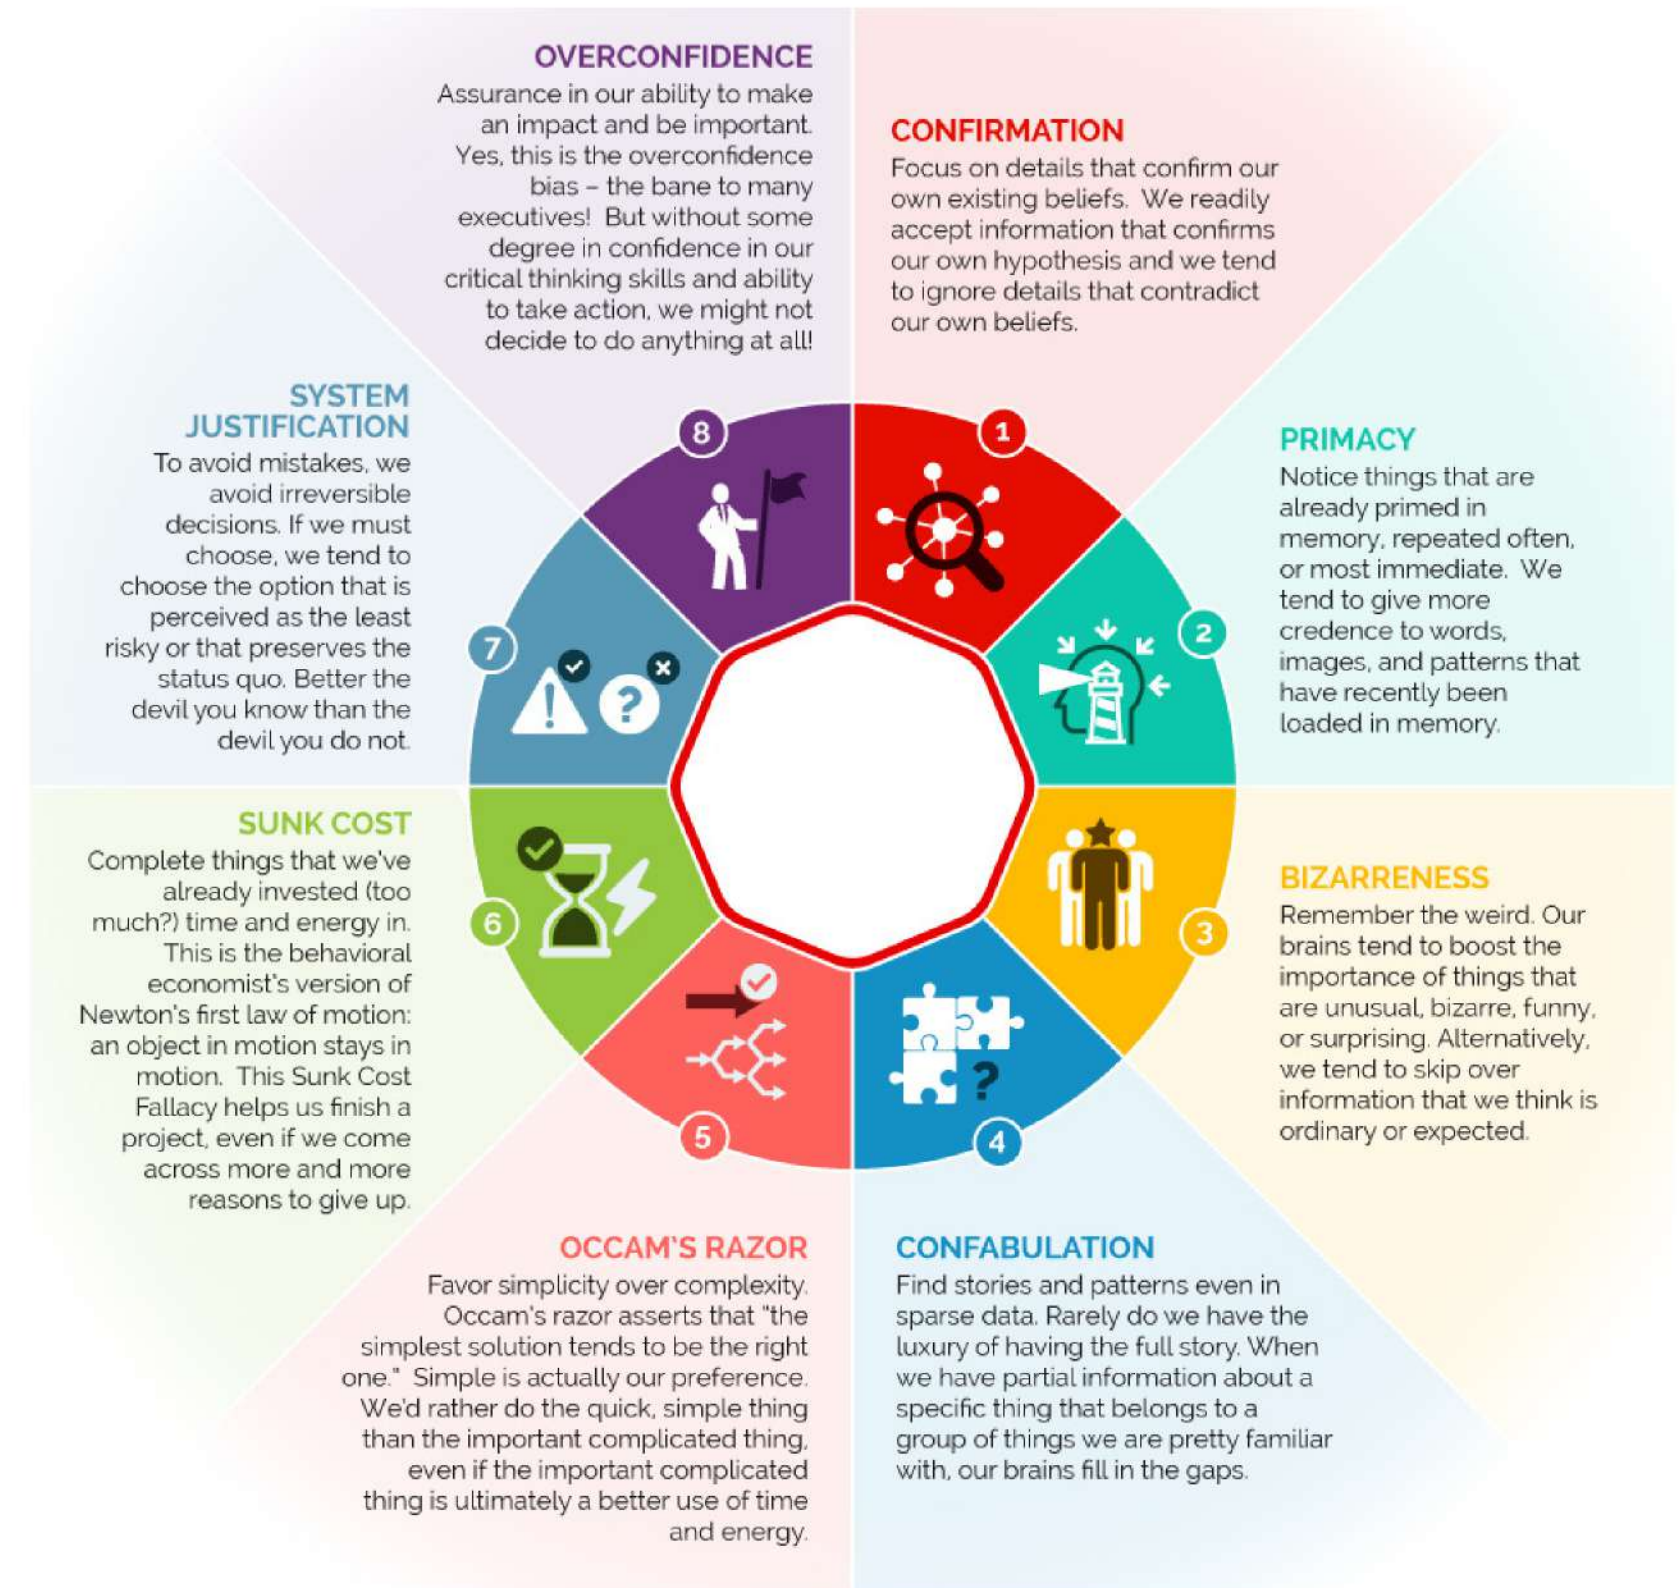 OVERCONFIDENCE
Assurance in our ability to make
an impact and be important.
Yes, this is the overconfidence
bias – the bane to many
executives! But without some
degree in confidence in our
critical thinking skills and ability
to take action, we might not
decide to do anything at all!
CONFIRMATION
Focus on details that confirm our
own existing beliefs. We readily
accept information that confirms
our own hypothesis and we tend
to ignore details that contradict
our own beliefs.
SYSTEM
JUSTIFICATION
To avoid mistakes, we
avoid irreversible
decisions. If we must
choose, we tend to
choose the option that is
perceived as the least
risky or that preserves the
status quo. Better the
devil you know than the
devil you do not.
8
1
PRIMACY
Notice things that are
already primed in
memory, repeated often,
or most immediate. We
tend to give more
credence to words,
images, and patterns that
have recently been
loaded in memory.
7
2
!
?
SUNK COST
Complete things that we've
already invested (too
much?) time and energy in.
This is the behavioral
economist's version of
Newton's first law of motion:
an object in motion stays in
motion. This Sunk Cost
Fallacy helps us finish a
project, even if we come
across more and more
reasons to give up.
6
3
BIZARRENESS
Remember the weird. Our
brains tend to boost the
importance of things that
are unusual, bizarre, funny,
or surprising. Alternatively,
we tend to skip over
information that we think is
ordinary or expected.
?
5
4
OCCAM'S RAZOR
Favor simplicity over complexity.
Occam's razor asserts that "the
simplest solution tends to be the right
one." Simple is actually our preference.
We'd rather do the quick, simple thing
than the important complicated thing,
even if the important complicated
thing is ultimately a better use of time
and energy.
CONFABULATION
Find stories and patterns even in
sparse data. Rarely do we have the
luxury of having the full story. When
we have partial information about a
specific thing that belongs to a
group of things we are pretty familiar
with, our brains fill in the gaps.